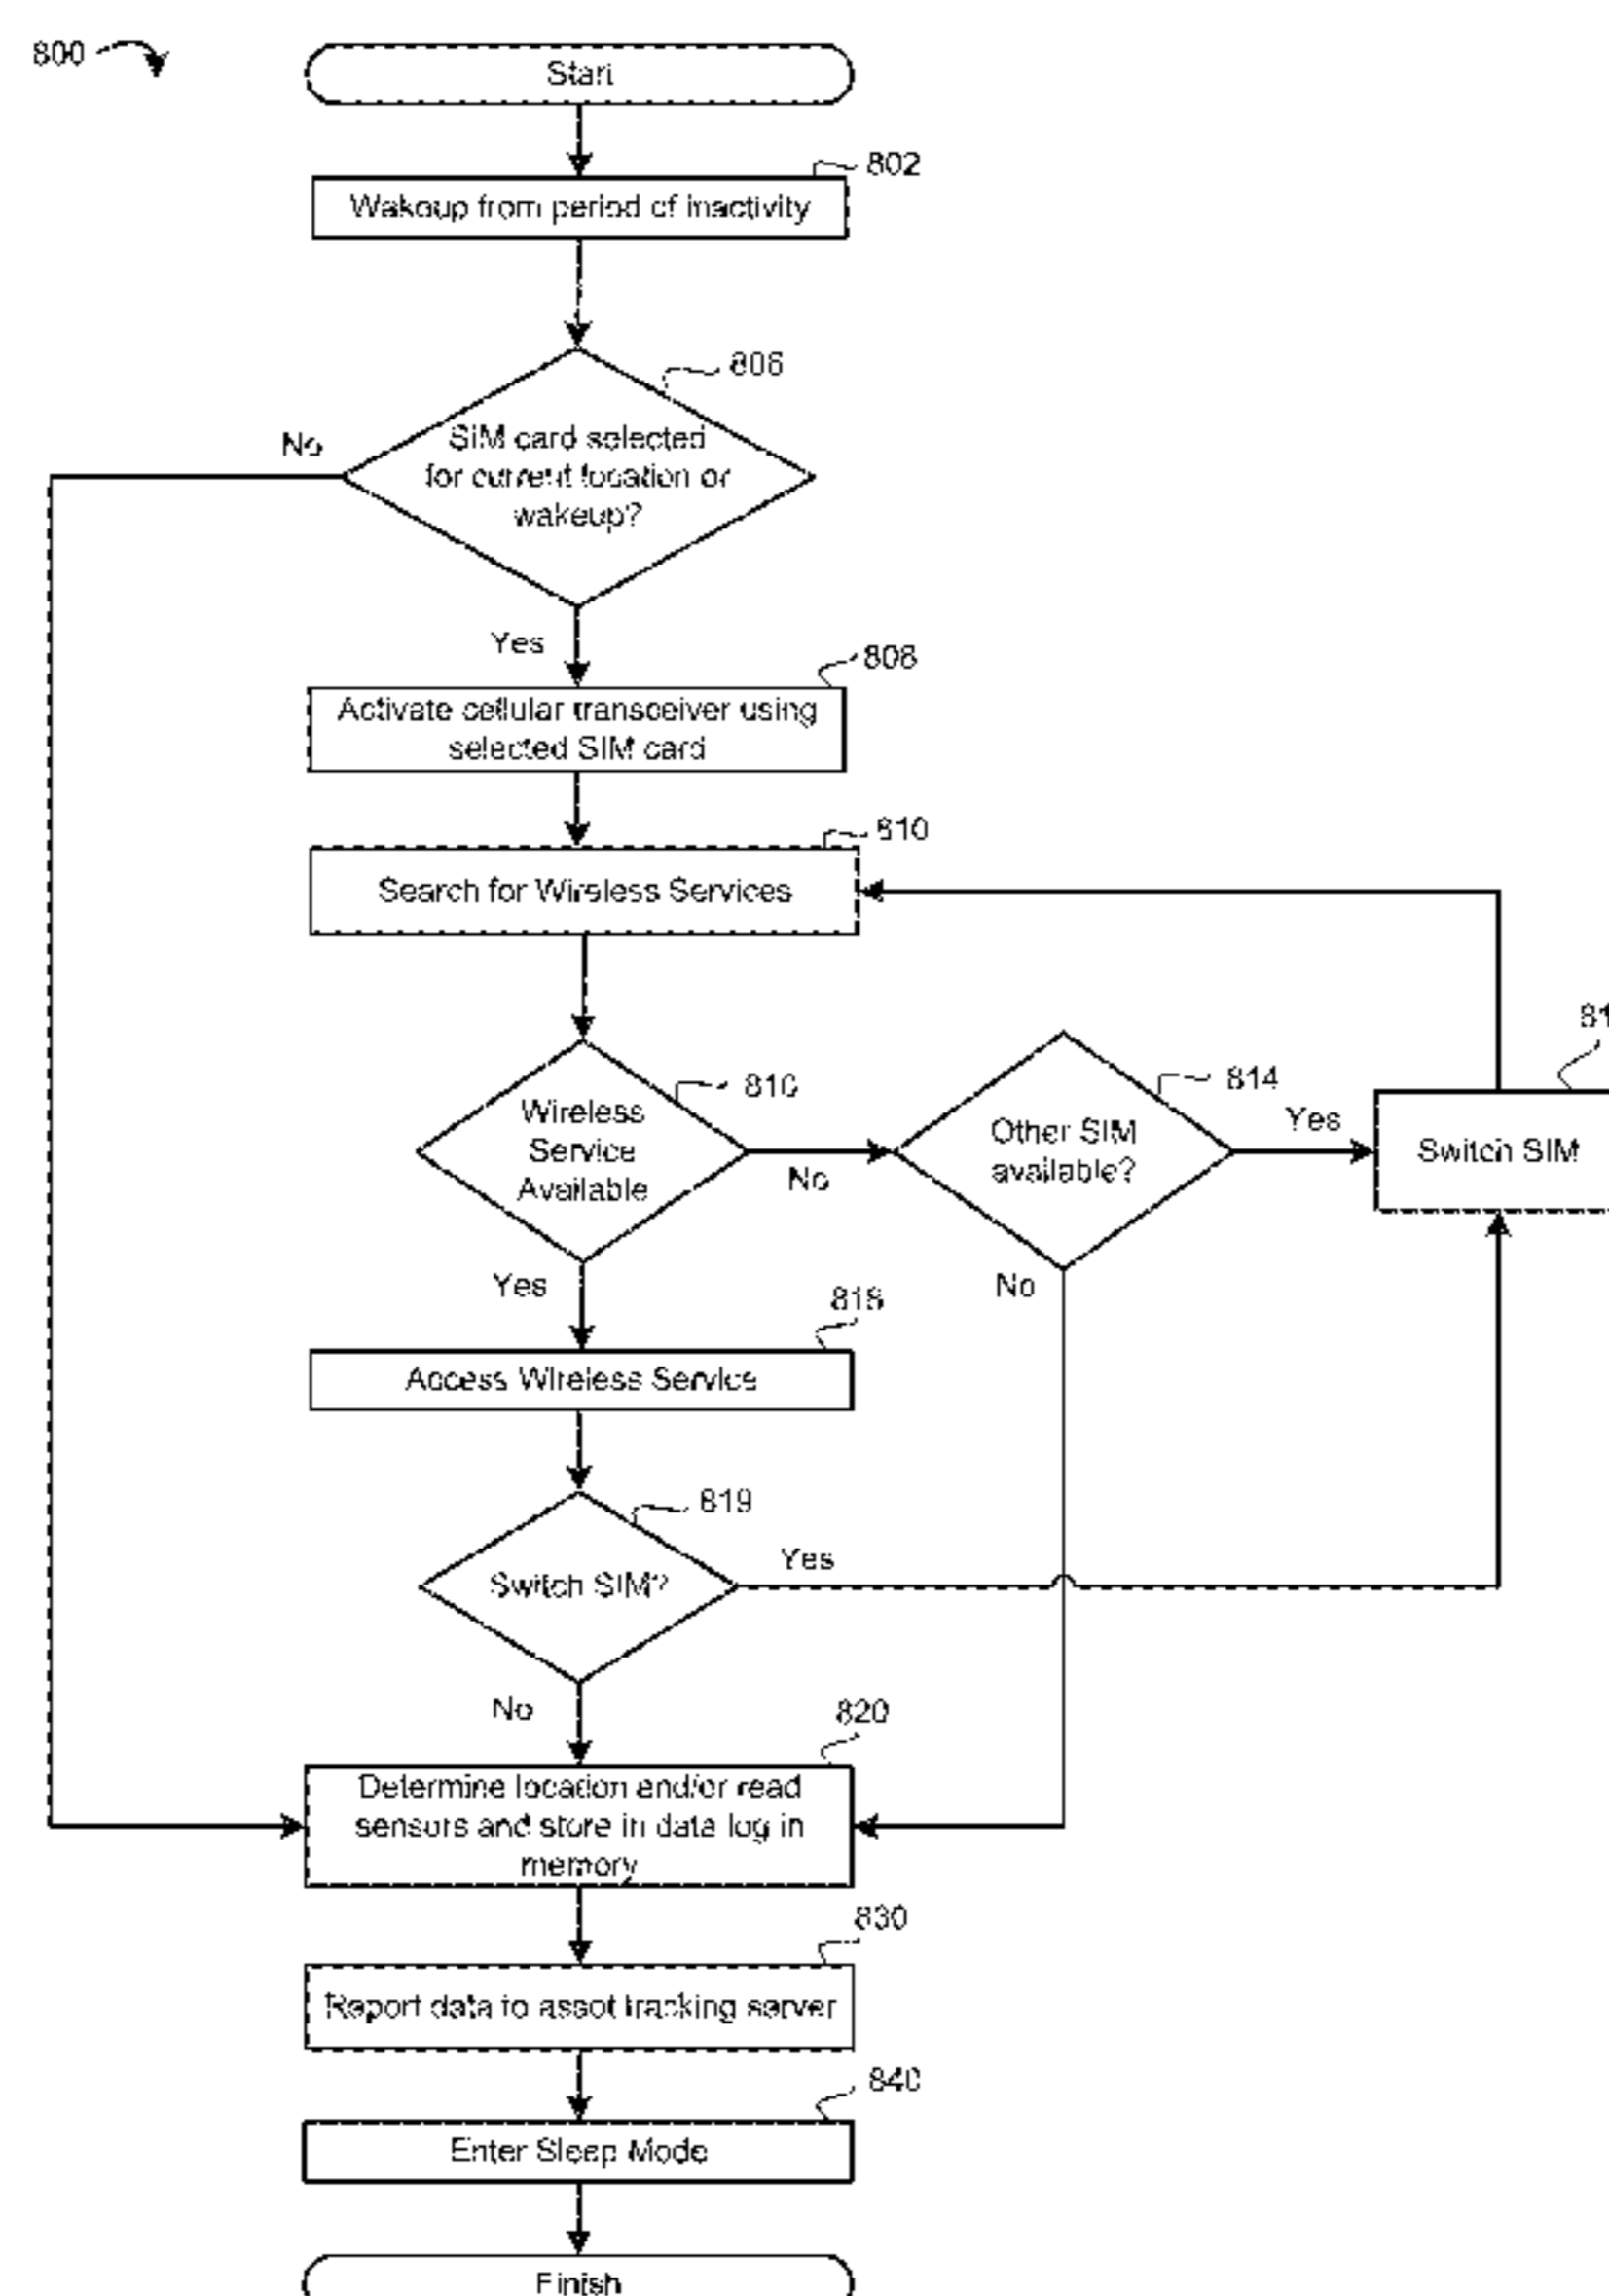 800
Start
802
Wakeup from period of inactivity
806
No
SIM card selected
for current location or
wakeup?
Yes
808
Activate cellular transceiver using
selected SIM card
810
Search for Wireless Services
810
Wireless
Service
Available
No
814
Other SIM
available?
Yes
81
Switch SIM
Yes
No
818
Access Wireless Service
819
Switch SIM?
Yes
No
820
Determine location and/or read
sensors and store in data log in
memory
830
Report data to asset tracking server
840
Enter Sleep Mode
Finish